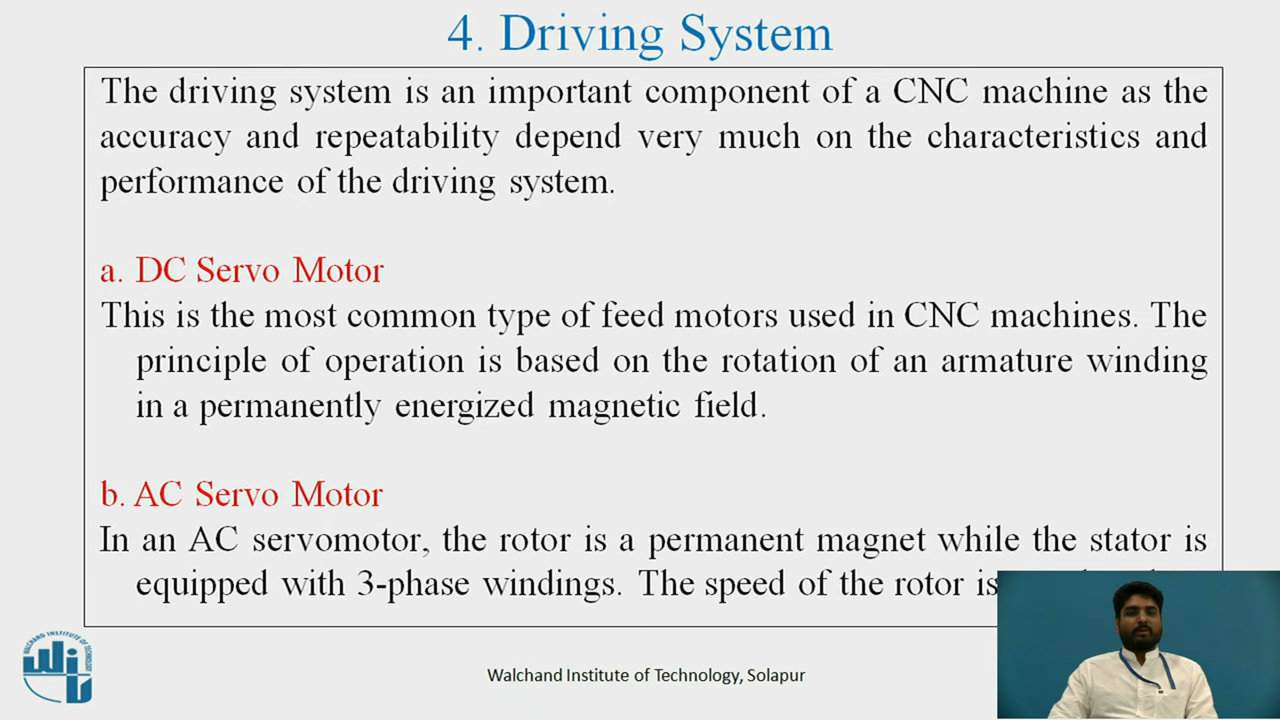 4. Driving System
The driving system is an important component of a CNC machine as the
accuracy and repeatability depend very much on the characteristics and
performance of the driving system.
a. DC Servo Motor
This is the most common type of feed motors used in CNC machines. The
principle of operation is based on the rotation of an armature winding
in a permanently energized magnetic field.
b. AC Servo Motor
In an AC servomotor, the rotor is a permanent magnet while the stator is
equipped with 3-phase windings. The speed of the rotor is
WALCHAND INSTITUTE OF TECHNOLOGY
WIT
Walchand Institute of Technology, Solapur